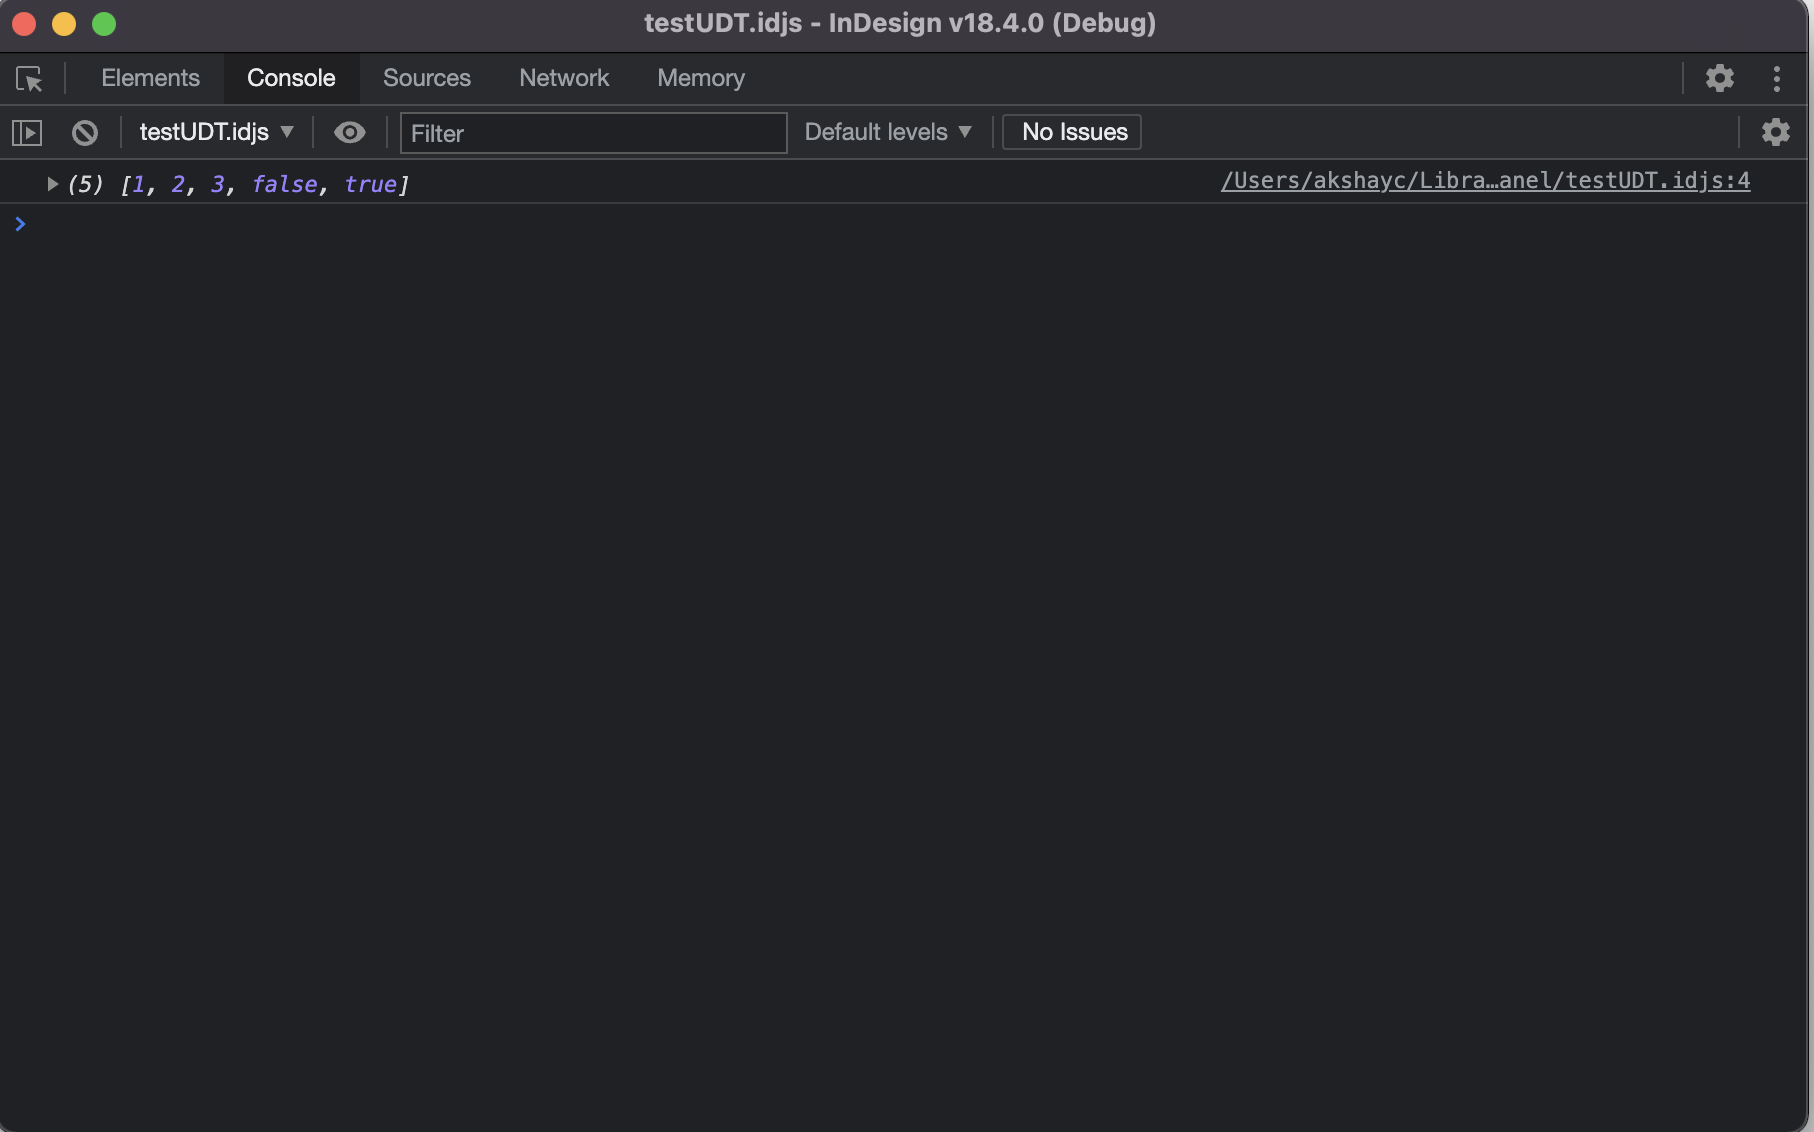 testUDT.idjs - InDesign v18.4.0 (Debug)
Elements Console Sources Network Memory
testUDT.idjs Filter Default levels No Issues
(5) [1, 2, 3, false, true] /Users/akshayc/Libra…anel/testUDT.idjs:4